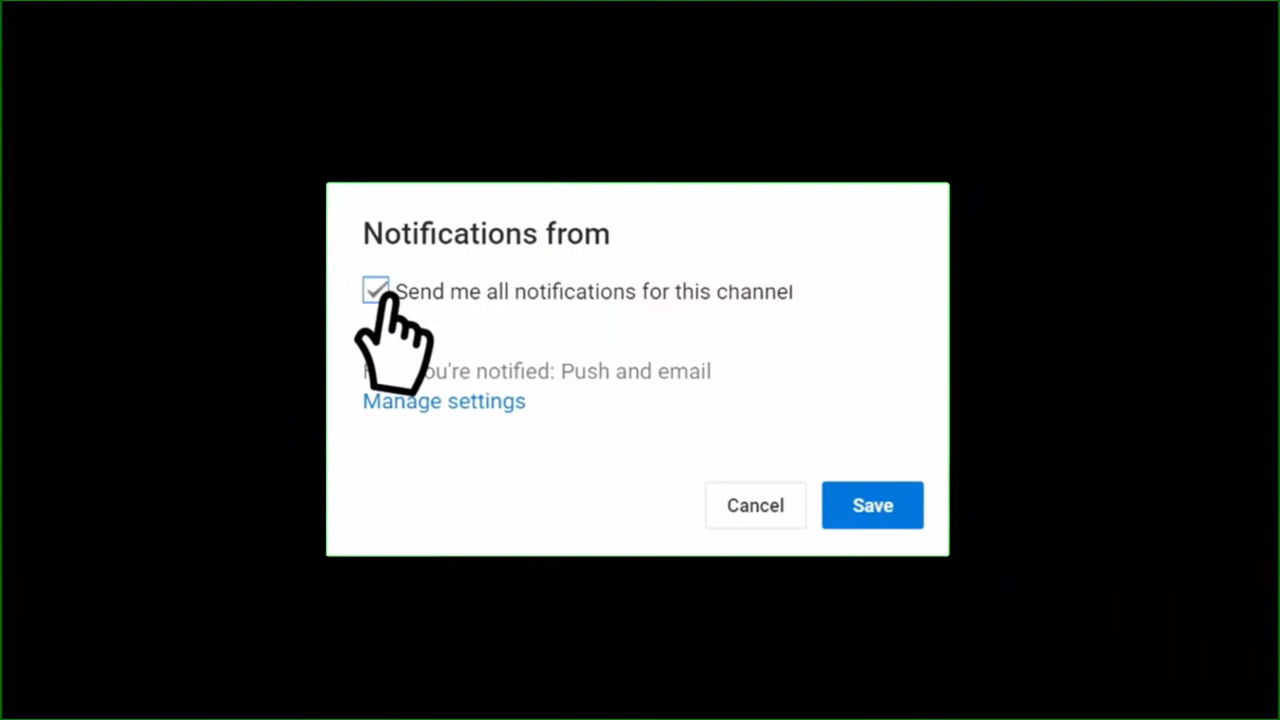 Notifications from
Send me all notifications for this channel
ou're notified: Push and email
Manage settings
Cancel
Save